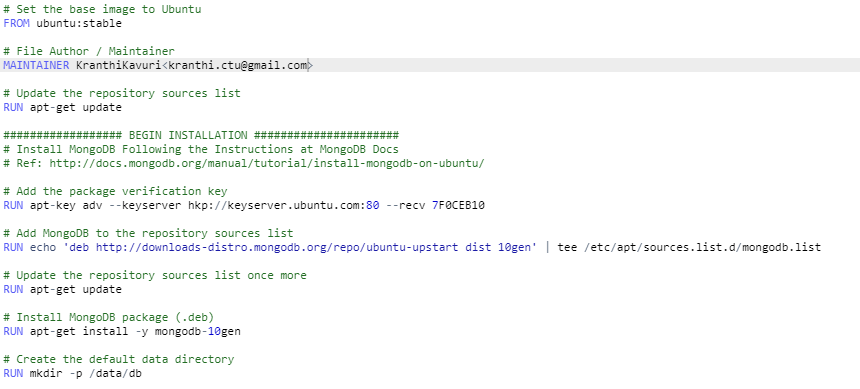 # Set the base image to Ubuntu
FROM ubuntu:stable
# File Author / Maintainer
MAINTAINER KranthiKavuri<kranthi.ctu@gmail.com>
# Update the repository sources list
RUN apt-get update
################## BEGIN INSTALLATION ######################
# Install MongoDB Following the Instructions at MongoDB Docs
# Ref: http://docs.mongodb.org/manual/tutorial/install-mongodb-on-ubuntu/
# Add the package verification key
RUN apt-key adv --keyserver hkp://keyserver.ubuntu.com:80 --recv 7F0CEB10
# Add MongoDB to the repository sources list
RUN echo 'deb http://downloads-distro.mongodb.org/repo/ubuntu-upstart dist 10gen' | tee /etc/apt/sources.list.d/mongodb.list
# Update the repository sources list once more
RUN apt-get update
# Install MongoDB package (.deb)
RUN apt-get install -y mongodb-10gen
# Create the default data directory
RUN mkdir -p /data/db